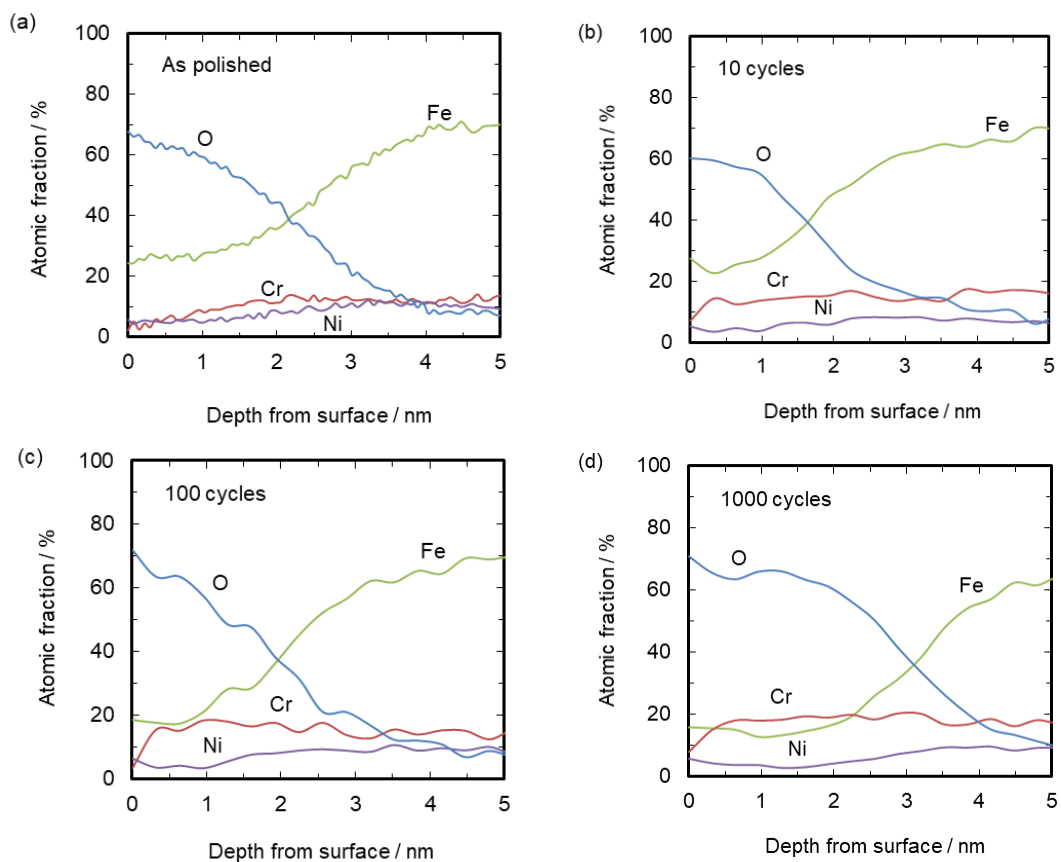 (a)
As polished
Fe
O
Cr
Ni
Atomic fraction / %
100
80
60
40
20
0
0 1 2 3 4 5
Depth from surface / nm
(b)
10 cycles
Fe
O
Cr
Ni
Atomic fraction / %
100
80
60
40
20
0
0 1 2 3 4 5
Depth from surface / nm
(c)
100 cycles
Fe
O
Cr
Ni
Atomic fraction / %
100
80
60
40
20
0
0 1 2 3 4 5
Depth from surface / nm
(d)
1000 cycles
O
Fe
Cr
Ni
Atomic fraction / %
100
80
60
40
20
0
0 1 2 3 4 5
Depth from surface / nm